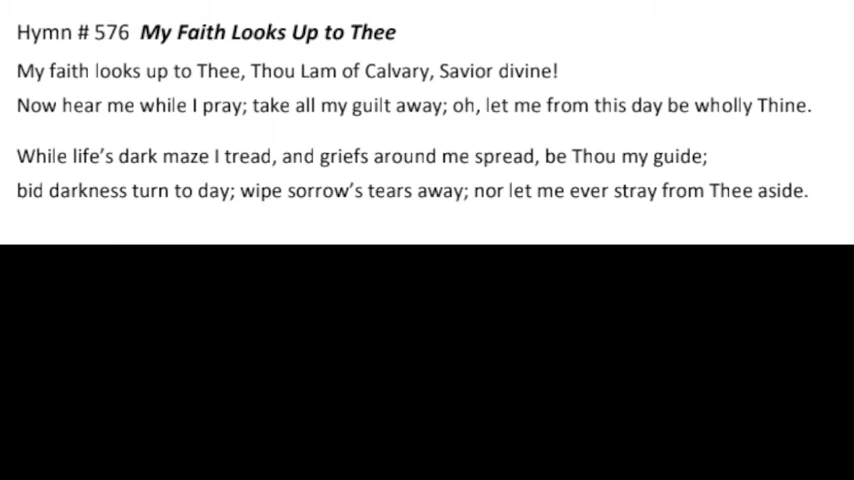 Hymn # 576 My Faith Looks Up to Thee
My faith looks up to Thee, Thou Lam of Calvary, Savior divine!
Now hear me while I pray; take all my guilt away; oh, let me from this day be wholly Thine.
While life’s dark maze I tread, and griefs around me spread, be Thou my guide;
bid darkness turn to day; wipe sorrow’s tears away; nor let me ever stray from Thee aside.